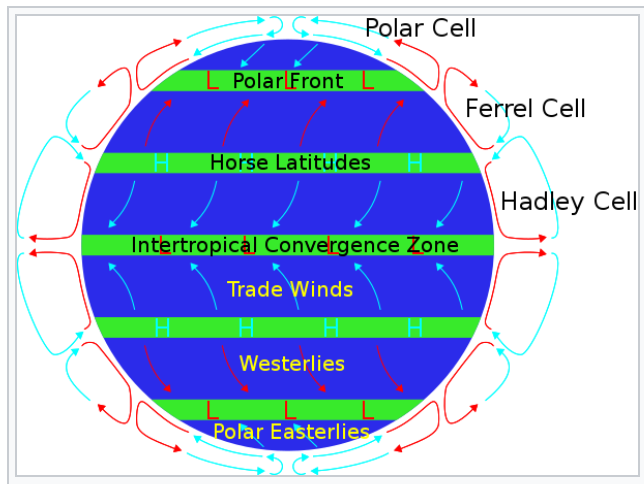 Polar Cell
L L L
Polar Front
Ferrel Cell
H H H H
Horse Latitudes
Hadley Cell
L L L L
Intertropical Convergence Zone
Trade Winds
H H H H
Westerlies
L L L
Polar Easterlies